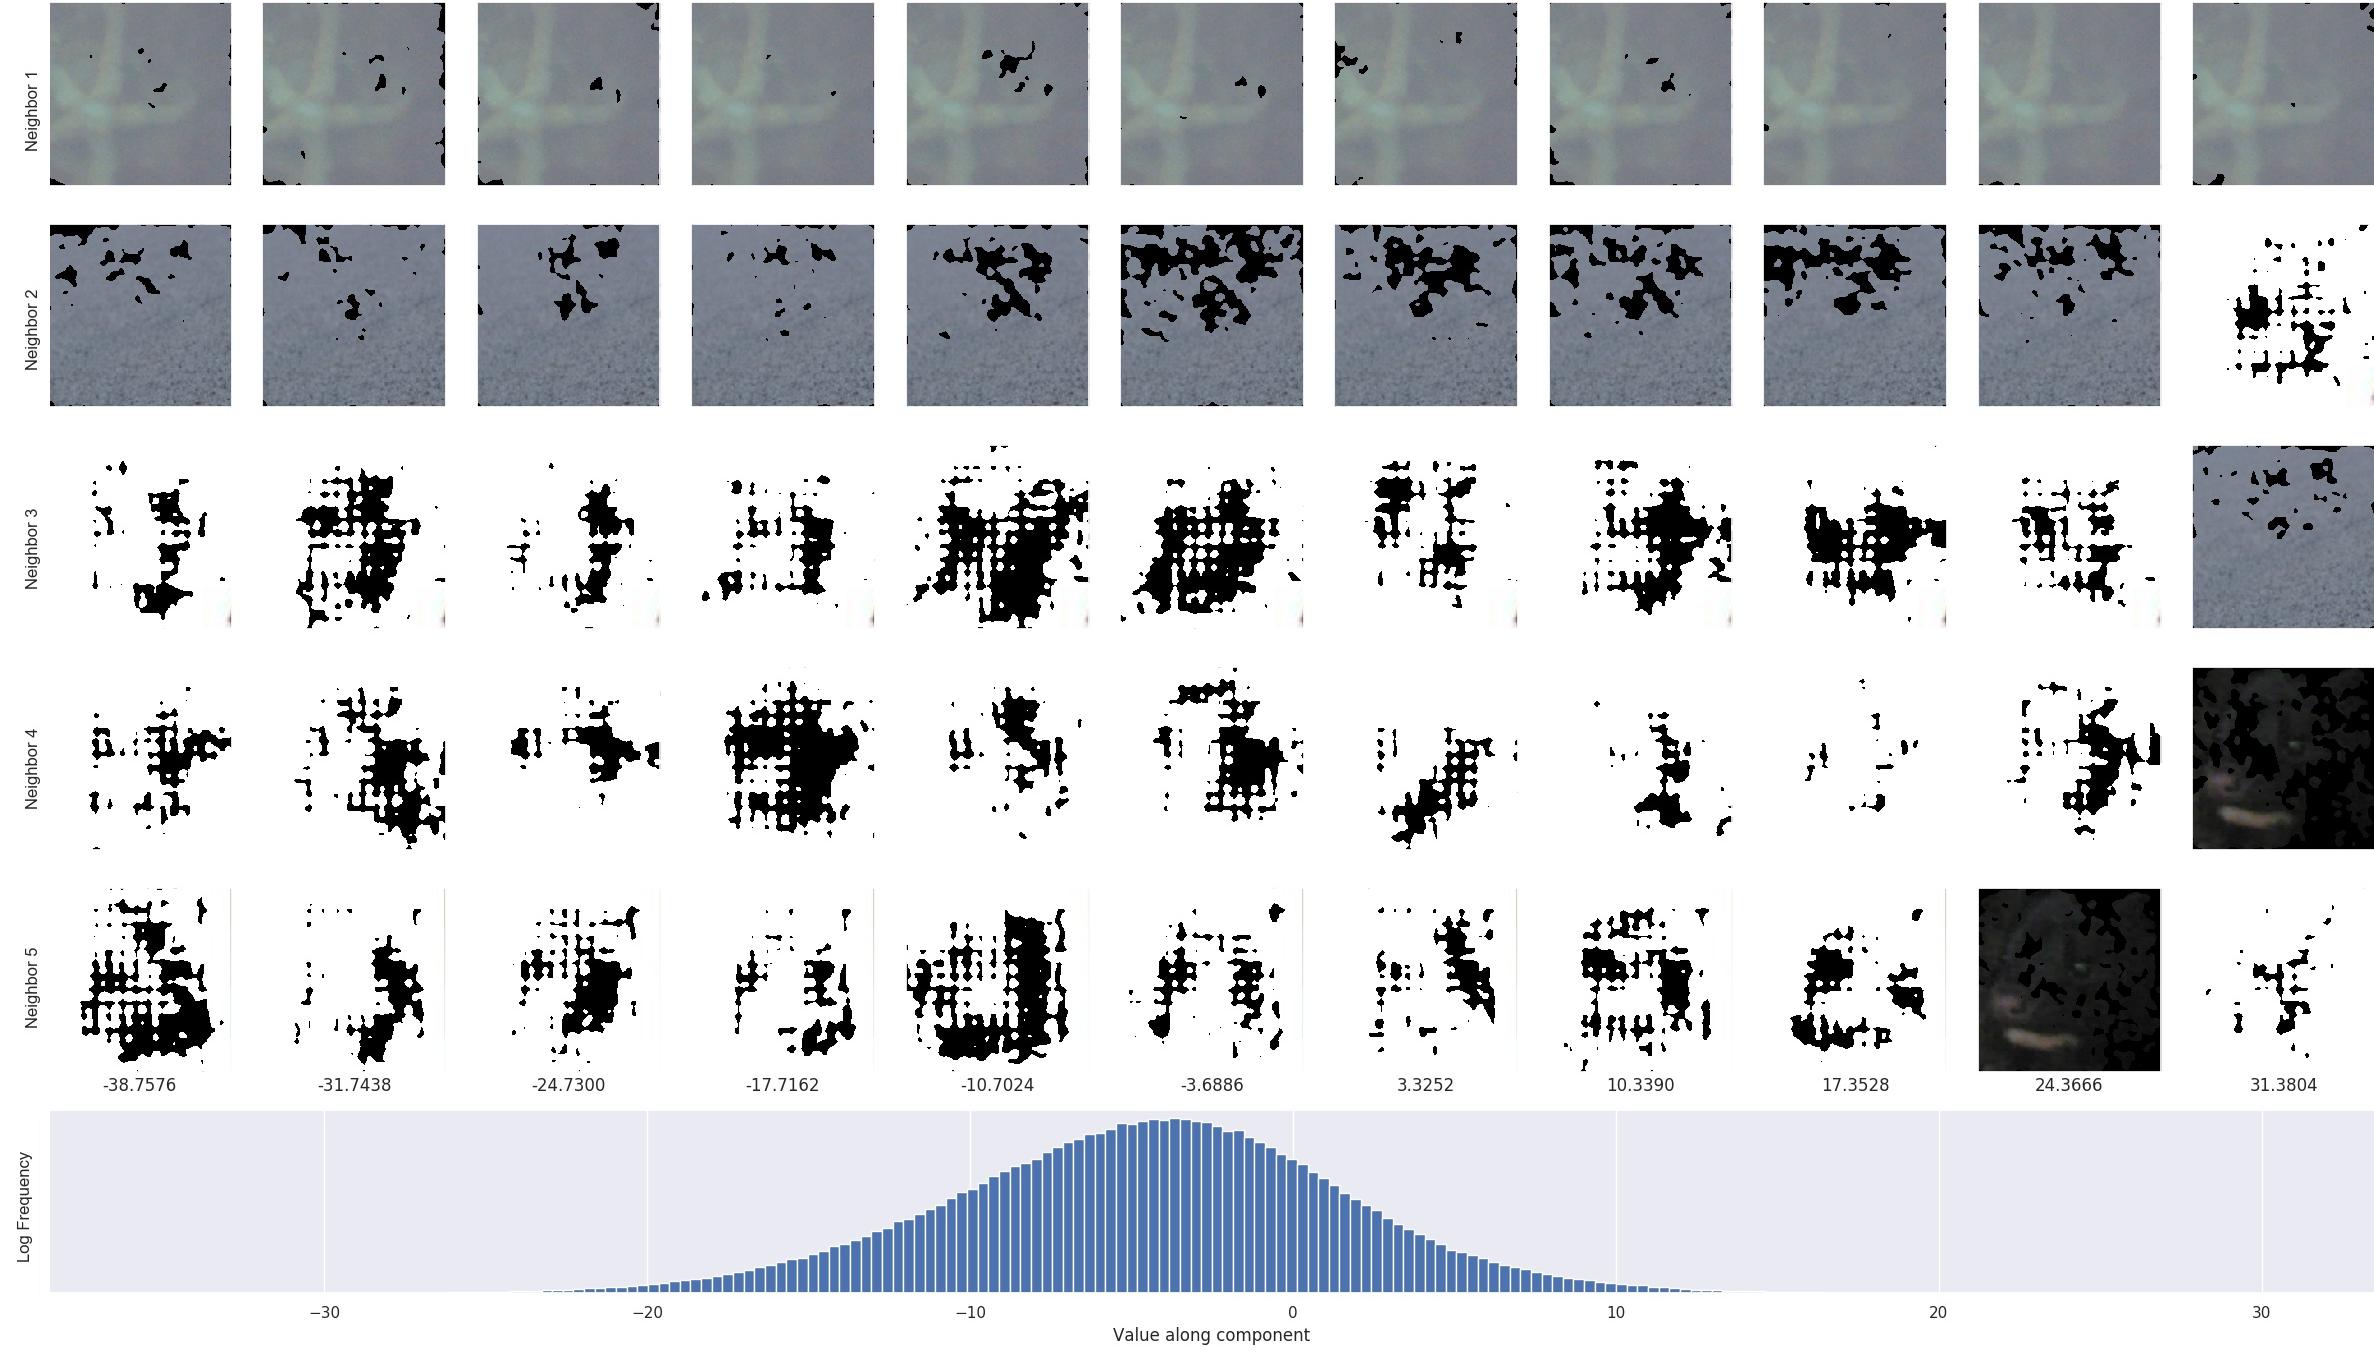 Neighbor 1
Neighbor 2
Neighbor 3
Neighbor 4
Neighbor 5
-38.7576 -31.7438 -24.7300 -17.7162 -10.7024 -3.6886 3.3252 10.3390 17.3528 24.3666 31.3804
Log Frequency
−30 −20 −10 0 10 20 30
Value along component